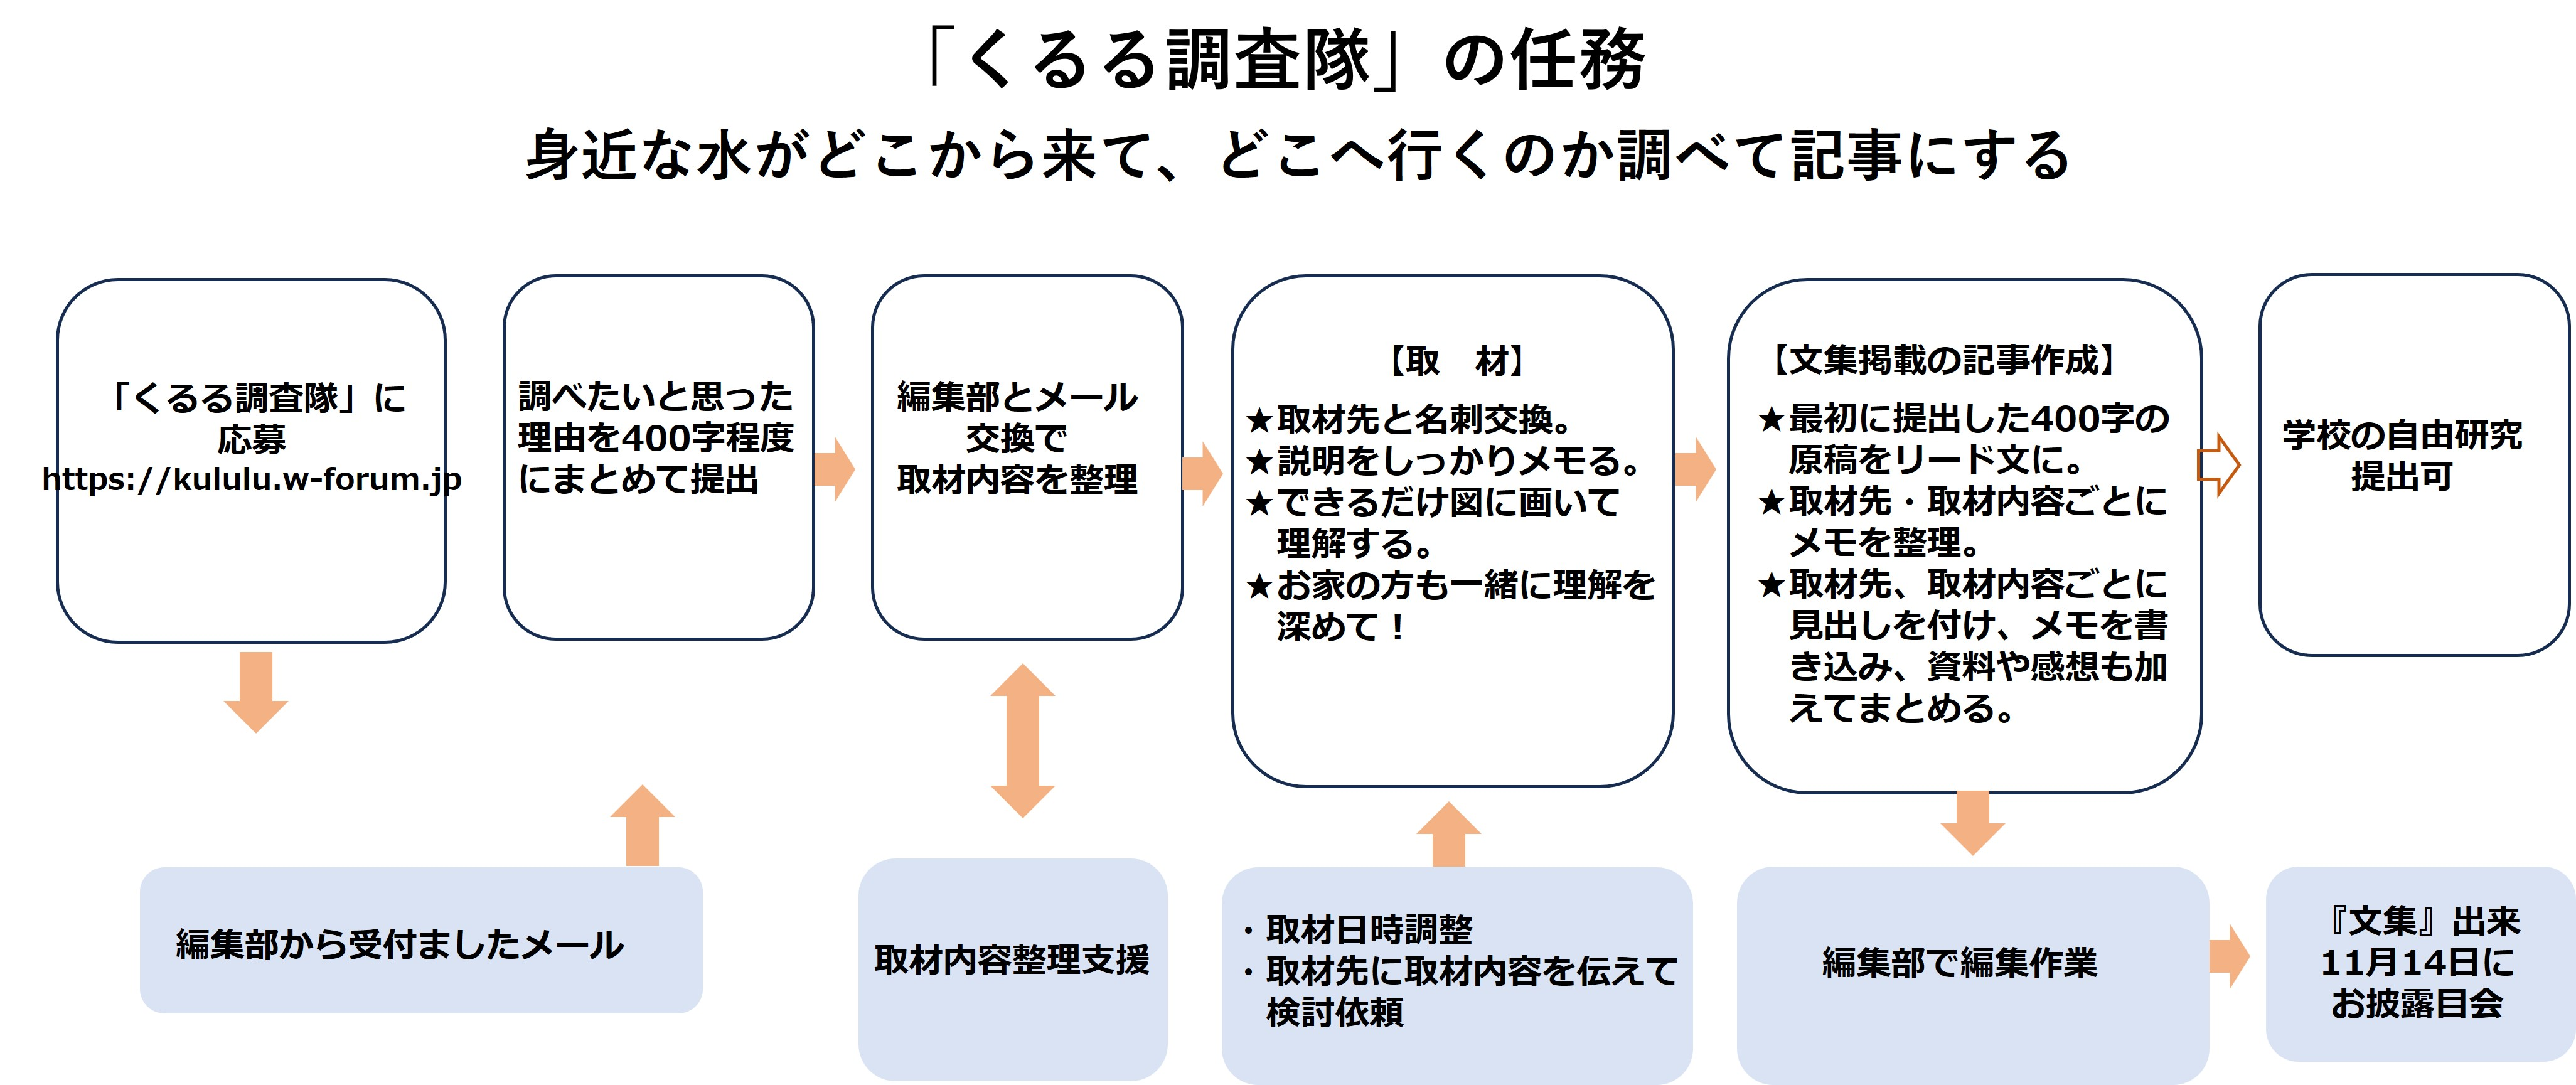 「くるる調査隊」の任務
身近な水がどこから来て、どこへ行くのか調べて記事にする
「くるる調査隊」に
応募
https://kululu.w-forum.jp
調べたいと思った
理由を400字程度
にまとめて提出
編集部とメール
交換で
取材内容を整理
【取　材】
★取材先と名刺交換。
★説明をしっかりメモる。
★できるだけ図に画いて
理解する。
★お家の方も一緒に理解を
深めて！
【文集掲載の記事作成】
★最初に提出した400字の
原稿をリード文に。
★取材先・取材内容ごとに
メモを整理。
★取材先、取材内容ごとに
見出しを付け、メモを書
き込み、資料や感想も加
えてまとめる。
学校の自由研究
提出可
編集部から受付ましたメール
取材内容整理支援
・取材日時調整
・取材先に取材内容を伝えて
検討依頼
編集部で編集作業
『文集』出来
11月14日に
お披露目会